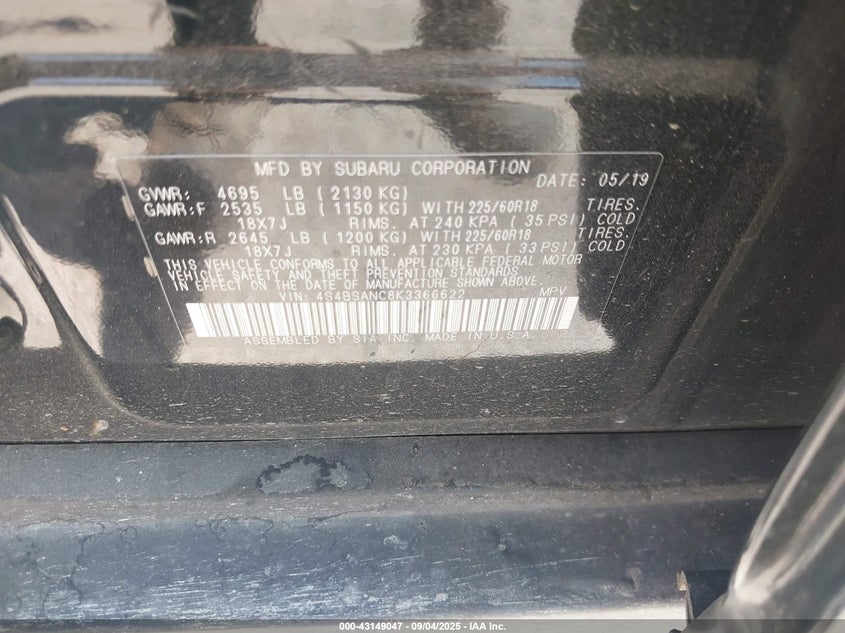 MFD BY SUBARU CORPORATION DATE: 05/19
GVWR: 4695 LB ( 2130 KG)
GAWR:F 2535 LB ( 1150 KG) WITH 225/60R18 TIRES.
18X7J RIMS. AT 240 KPA ( 35 PSI) COLD
GAWR:R 2645 LB ( 1200 KG) WITH 225/60R18 TIRES.
18X7J RIMS. AT 230 KPA ( 33 PSI) COLD
THIS VEHICLE CONFORMS TO ALL APPLICABLE FEDERAL MOTOR
VEHICLE SAFETY AND THEFT PREVENTION STANDARDS
IN EFFECT ON THE DATE OF MANUFACTURE SHOWN ABOVE.
VIN: 4S4BSANC8K3366622 MPV
ASSEMBLED BY SIA INC. MADE IN U.S.A.
000-43149047 - 09/04/2025 - IAA Inc.